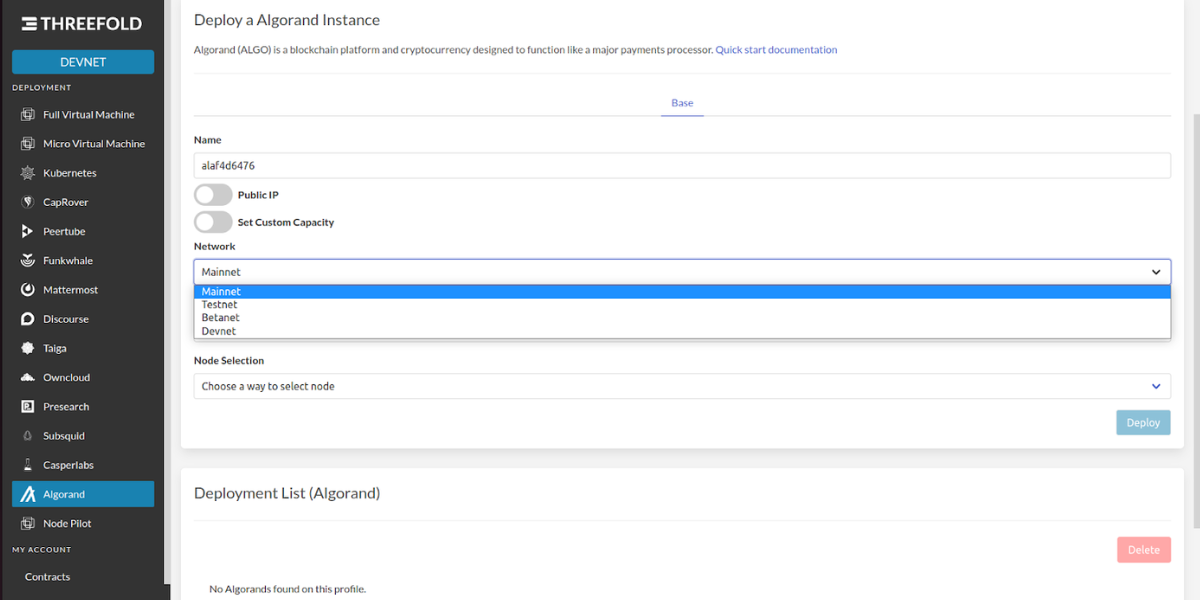 THREEFOLD
DEVNET
DEPLOYMENT
Full Virtual Machine
Micro Virtual Machine
Kubernetes
CapRover
Peertube
Funkwhale
Mattermost
Discourse
Taiga
Owncloud
Presearch
Subsquid
Casperlabs
Algorand
Node Pilot
MY ACCOUNT
Contracts
Deploy a Algorand Instance
Algorand (ALGO) is a blockchain platform and cryptocurrency designed to function like a major payments processor. Quick start documentation
Base
Name
alaf4d6476
Public IP
Set Custom Capacity
Network
Mainnet
Mainnet
Testnet
Betanet
Devnet
Node Selection
Choose a way to select node
Deploy
Deployment List (Algorand)
Delete
No Algorands found on this profile.